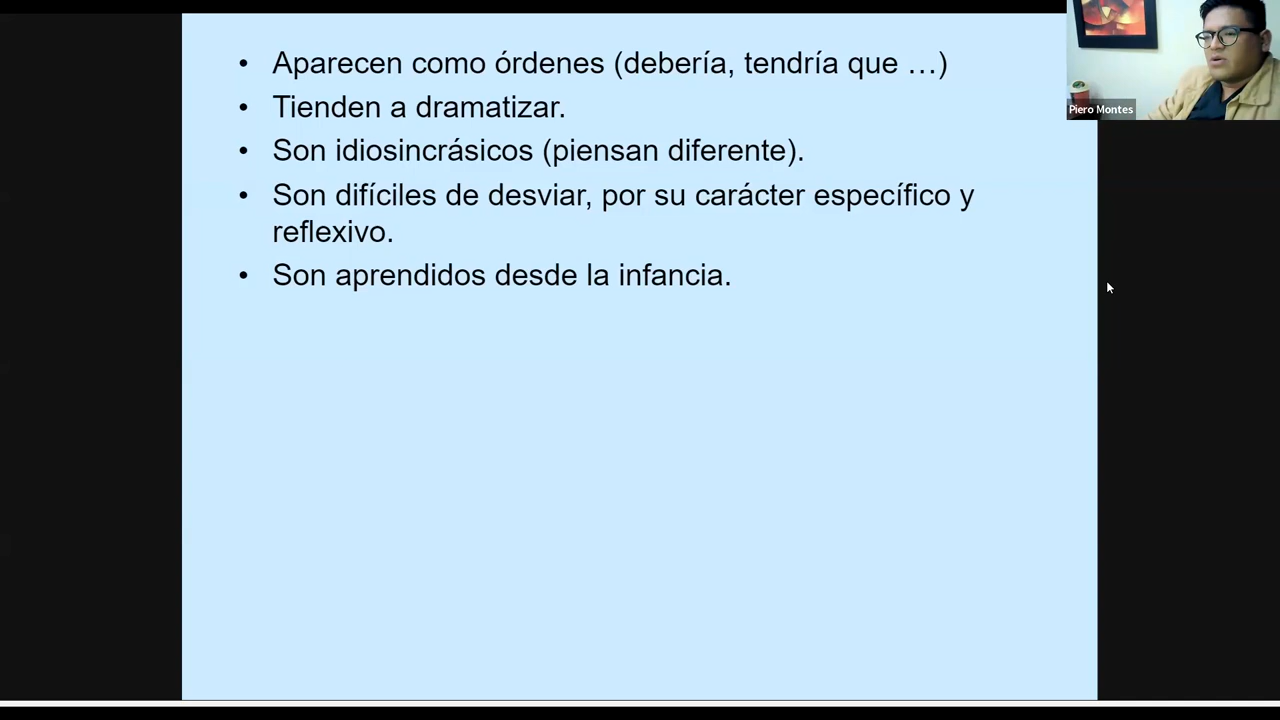 • Aparecen como órdenes (debería, tendría que …)
• Tienden a dramatizar.
• Son idiosincrásicos (piensan diferente).
• Son difíciles de desviar, por su carácter específico y
reflexivo.
• Son aprendidos desde la infancia.
Piero Montes